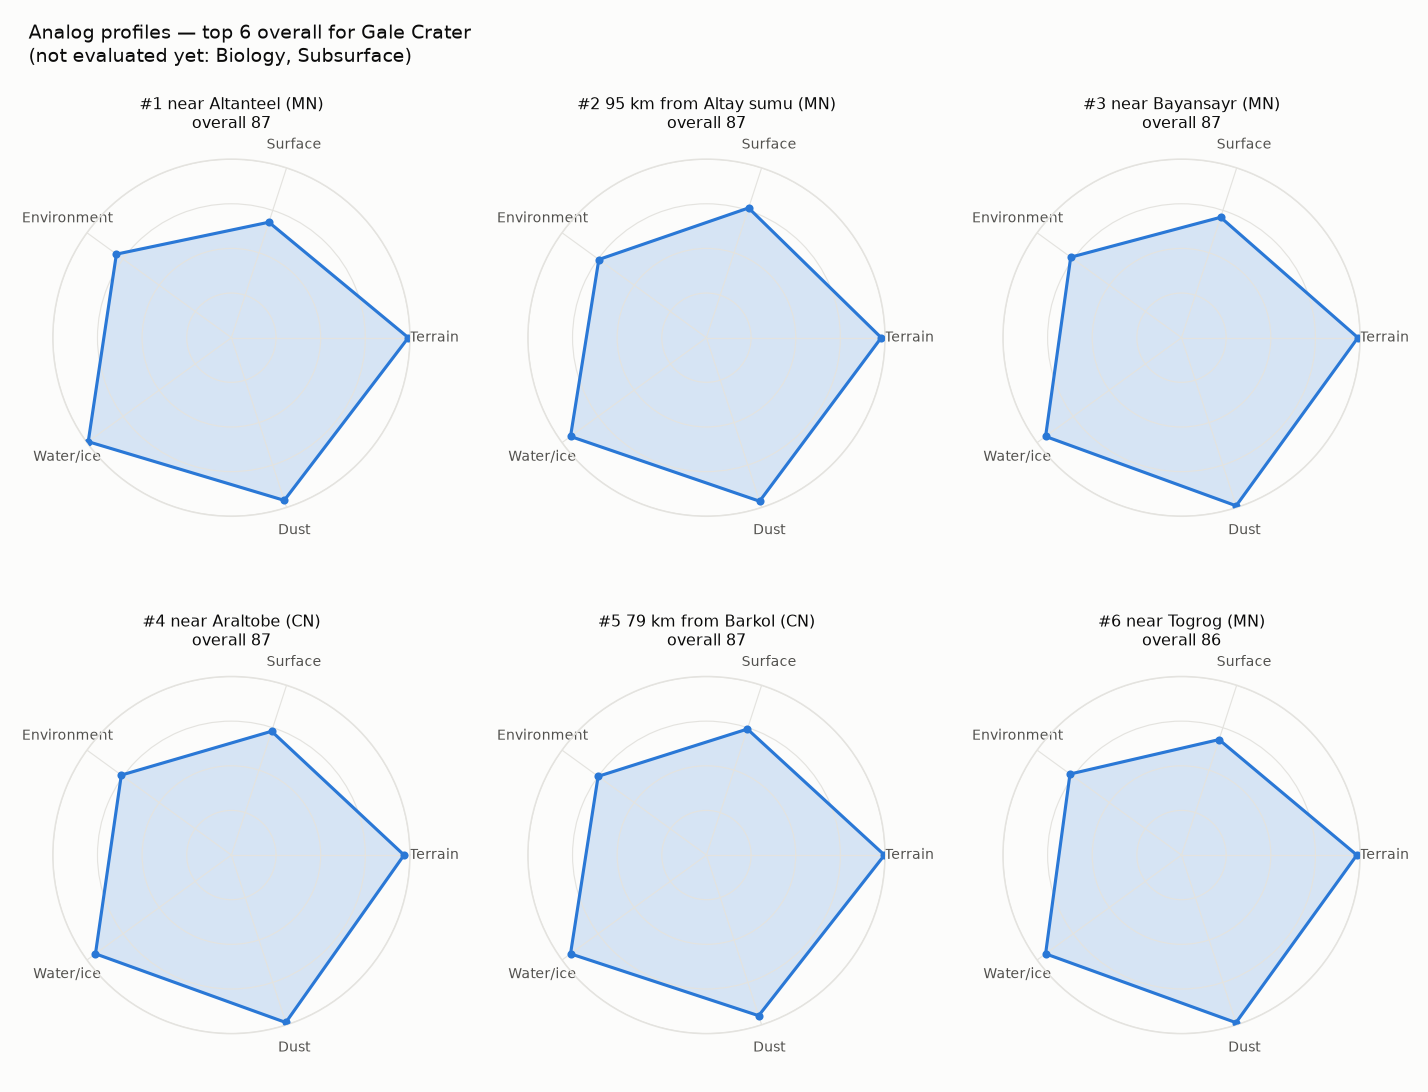 Analog profiles — top 6 overall for Gale Crater
(not evaluated yet: Biology, Subsurface)
#1 near Altanteel (MN)
overall 87
Surface
Environment
Terrain
Water/ice
Dust
#2 95 km from Altay sumu (MN)
overall 87
Surface
Environment
Terrain
Water/ice
Dust
#3 near Bayansayr (MN)
overall 87
Surface
Environment
Terrain
Water/ice
Dust
#4 near Araltobe (CN)
overall 87
Surface
Environment
Terrain
Water/ice
Dust
#5 79 km from Barkol (CN)
overall 87
Surface
Environment
Terrain
Water/ice
Dust
#6 near Togrog (MN)
overall 86
Surface
Environment
Terrain
Water/ice
Dust